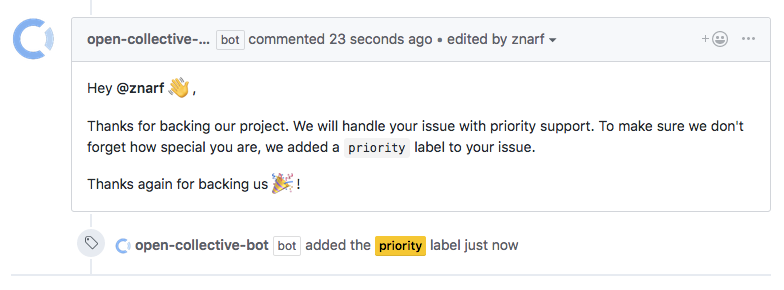 open-collective-... bot commented 23 seconds ago • edited by znarf
Hey @znarf 👋 ,
Thanks for backing our project. We will handle your issue with priority support. To make sure we don't
forget how special you are, we added a priority label to your issue.
Thanks again for backing us 🎉 !
open-collective-bot bot added the priority label just now